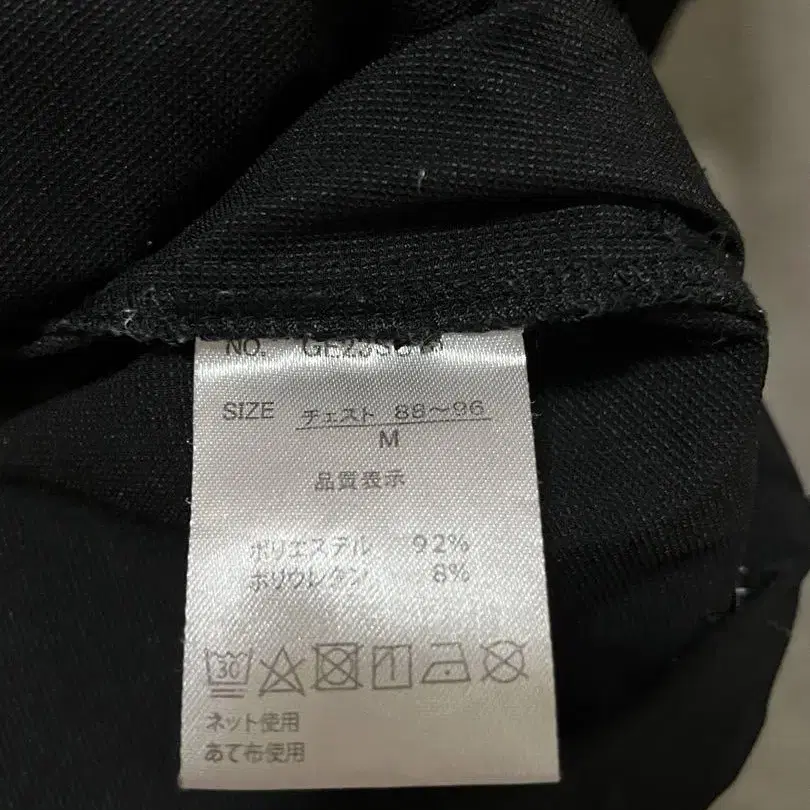 NO.
SIZE チェスト 88～96
M
品質表示
ポリエステル 92%
ポリウレタン 8%
30
ネット使用
あて布使用